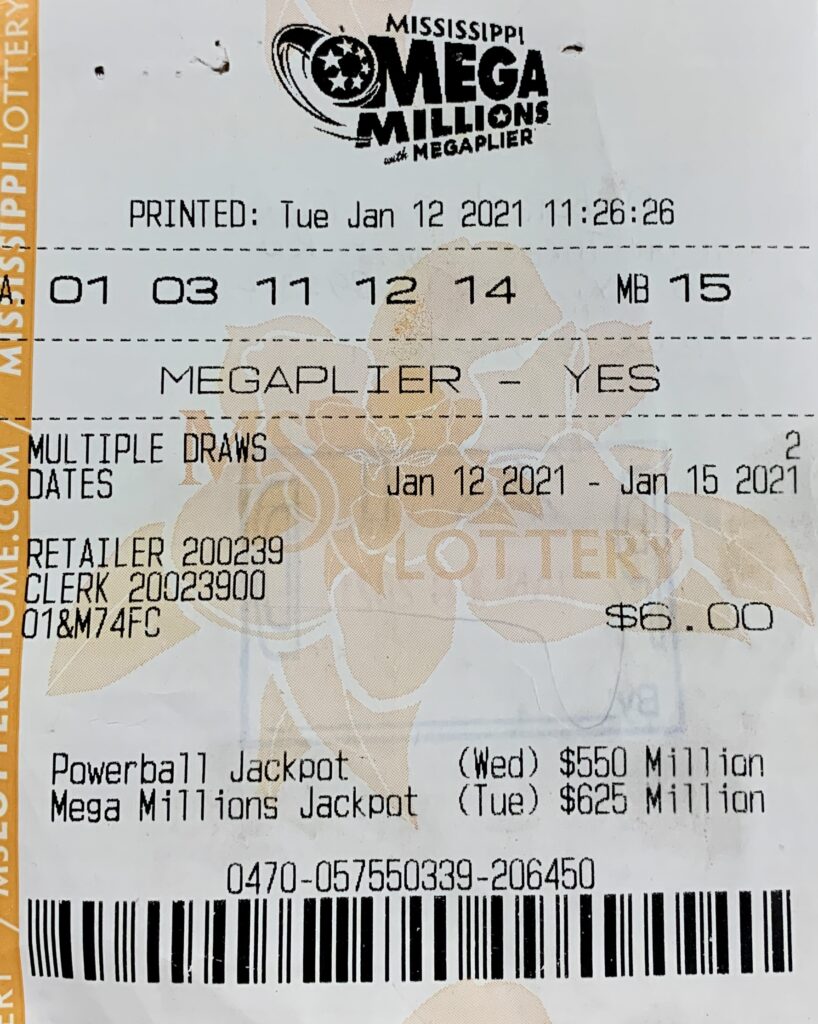 MISSISSIPPI
MEGA
MILLIONS
with MEGAPLIER
PRINTED: Tue Jan 12 2021 11:26:26
A. 01 03 11 12 14 MB 15
MEGAPLIER - YES
MULTIPLE DRAWS 2
DATES Jan 12 2021 - Jan 15 2021
MS
LOTTERY
RETAILER 200239
CLERK 20023900
01&M74FC
$6.00
By
Powerball Jackpot (Wed) $550 Million
Mega Millions Jackpot (Tue) $625 Million
0470-057550339-206450
ERY / MSLOTTERYHOME.COM / MISSISSIPPI LOTTERY